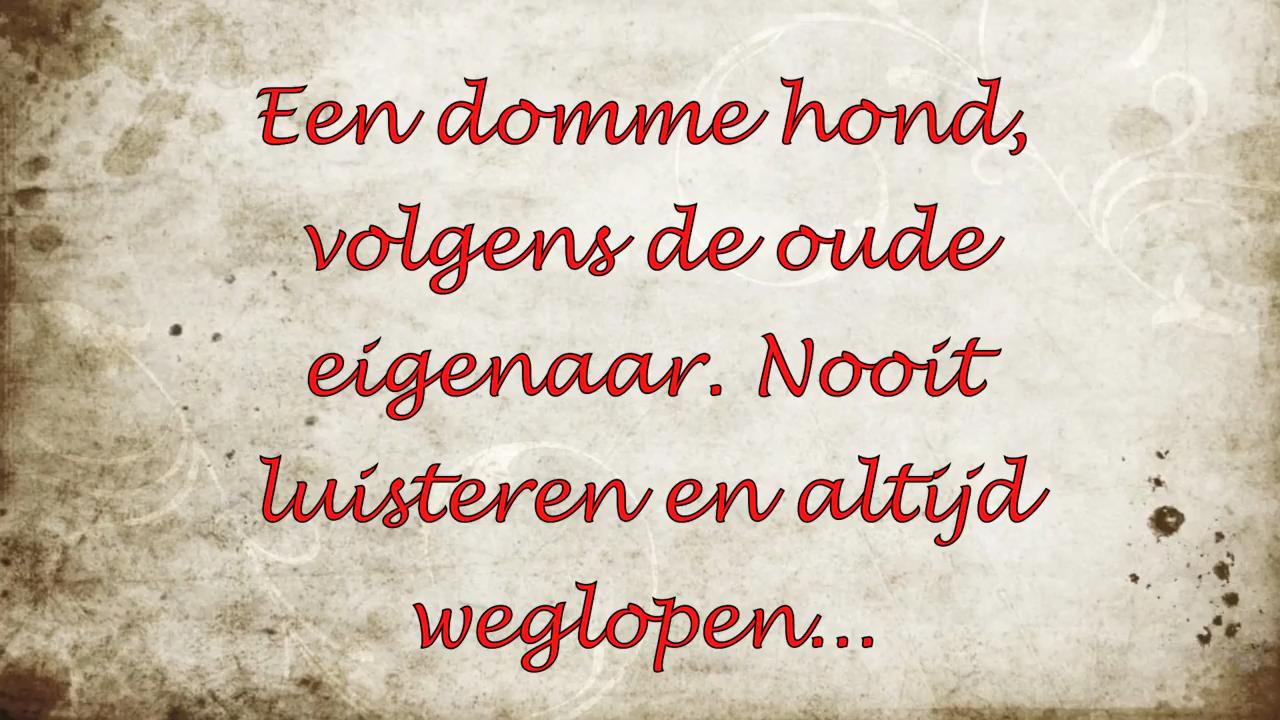 Een domme hond,
volgens de oude
eigenaar. Nooit
luisteren en altijd
weglopen...